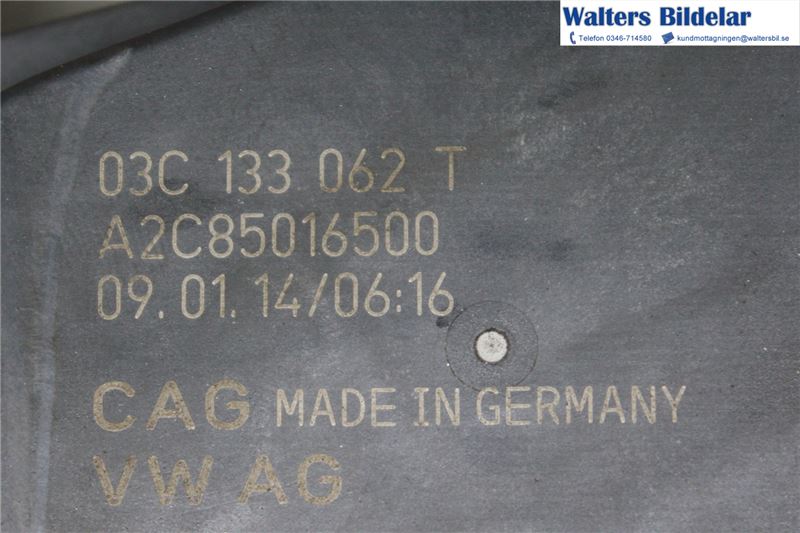 Walters Bildelar
Telefon 0346-714580 kundmottagningen@waltersbil.se
03C 133 062 T
A2C85016500
09.01.14/06:16
CAG MADE IN GERMANY
VW AG